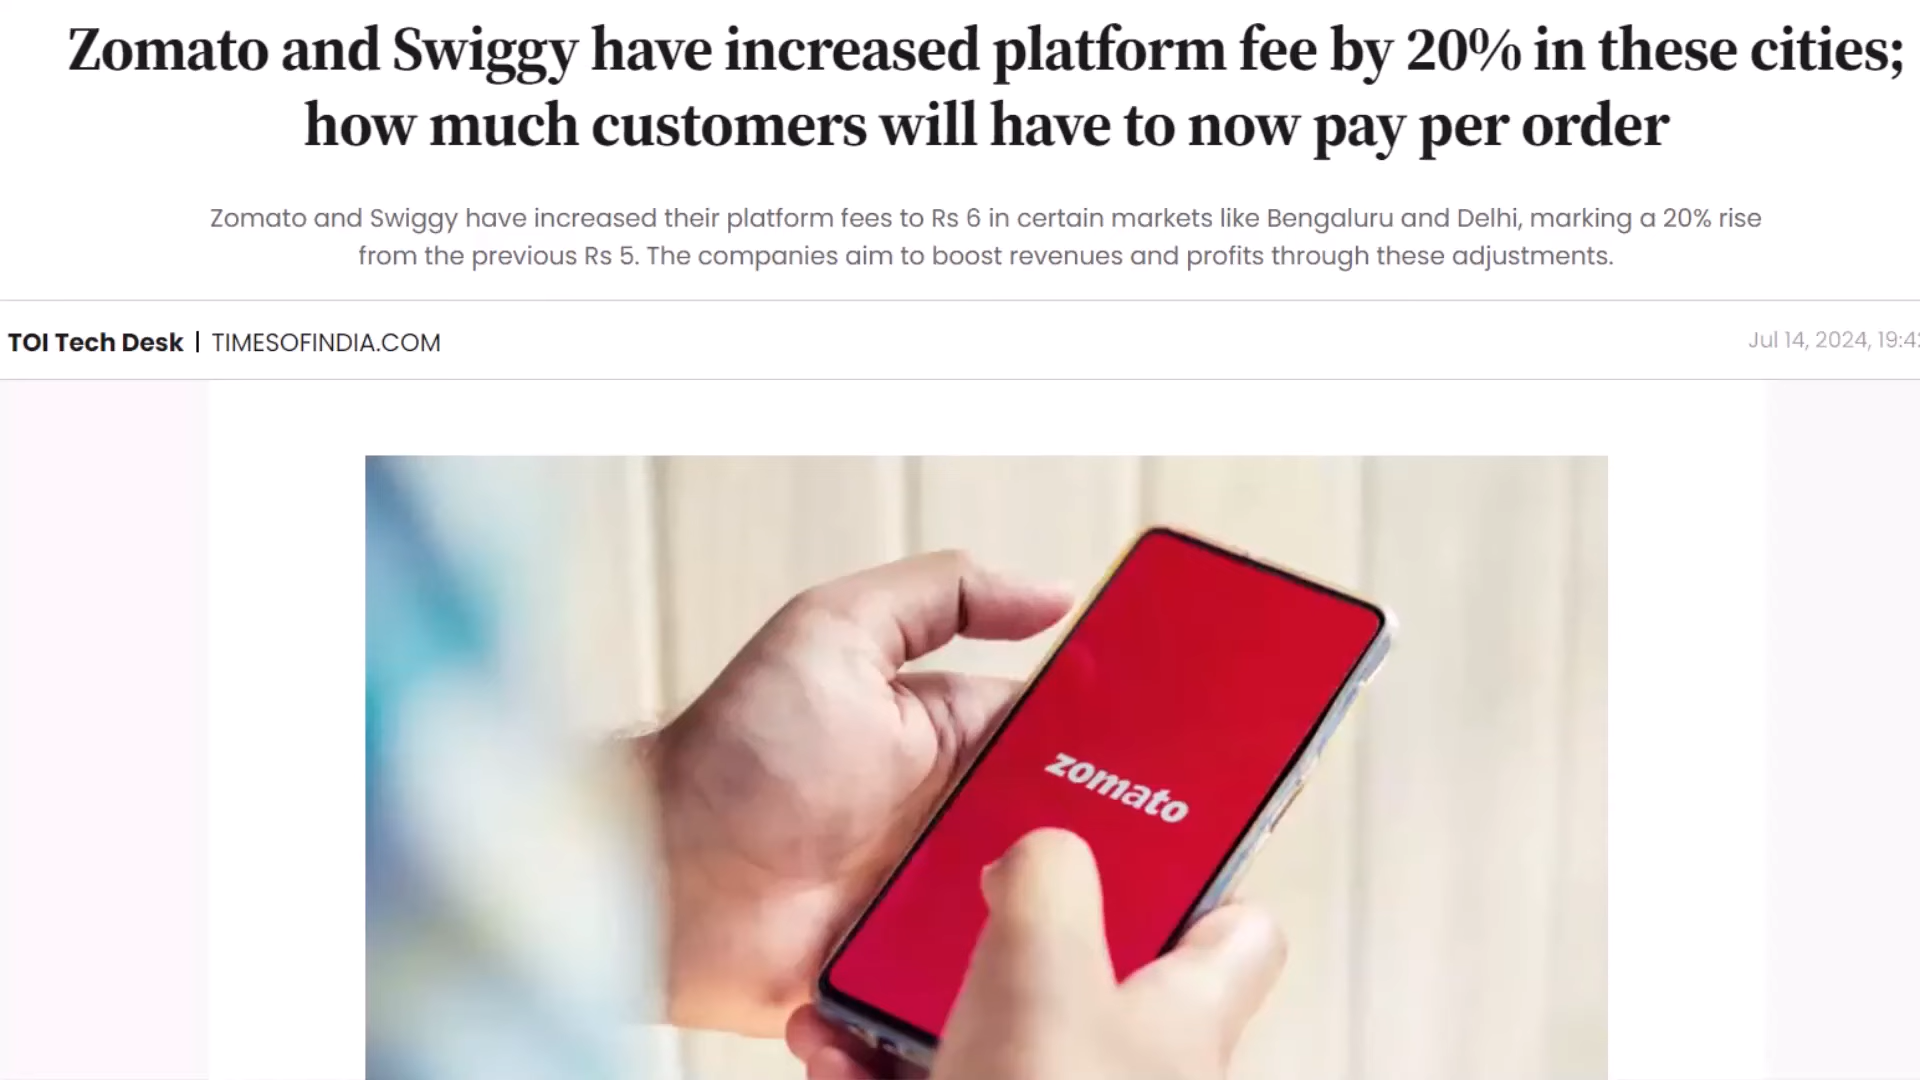 Zomato and Swiggy have increased platform fee by 20% in these cities;
how much customers will have to now pay per order
Zomato and Swiggy have increased their platform fees to Rs 6 in certain markets like Bengaluru and Delhi, marking a 20% rise
from the previous Rs 5. The companies aim to boost revenues and profits through these adjustments.
TOI Tech Desk | TIMESOFINDIA.COM
Jul 14, 2024,
zomato